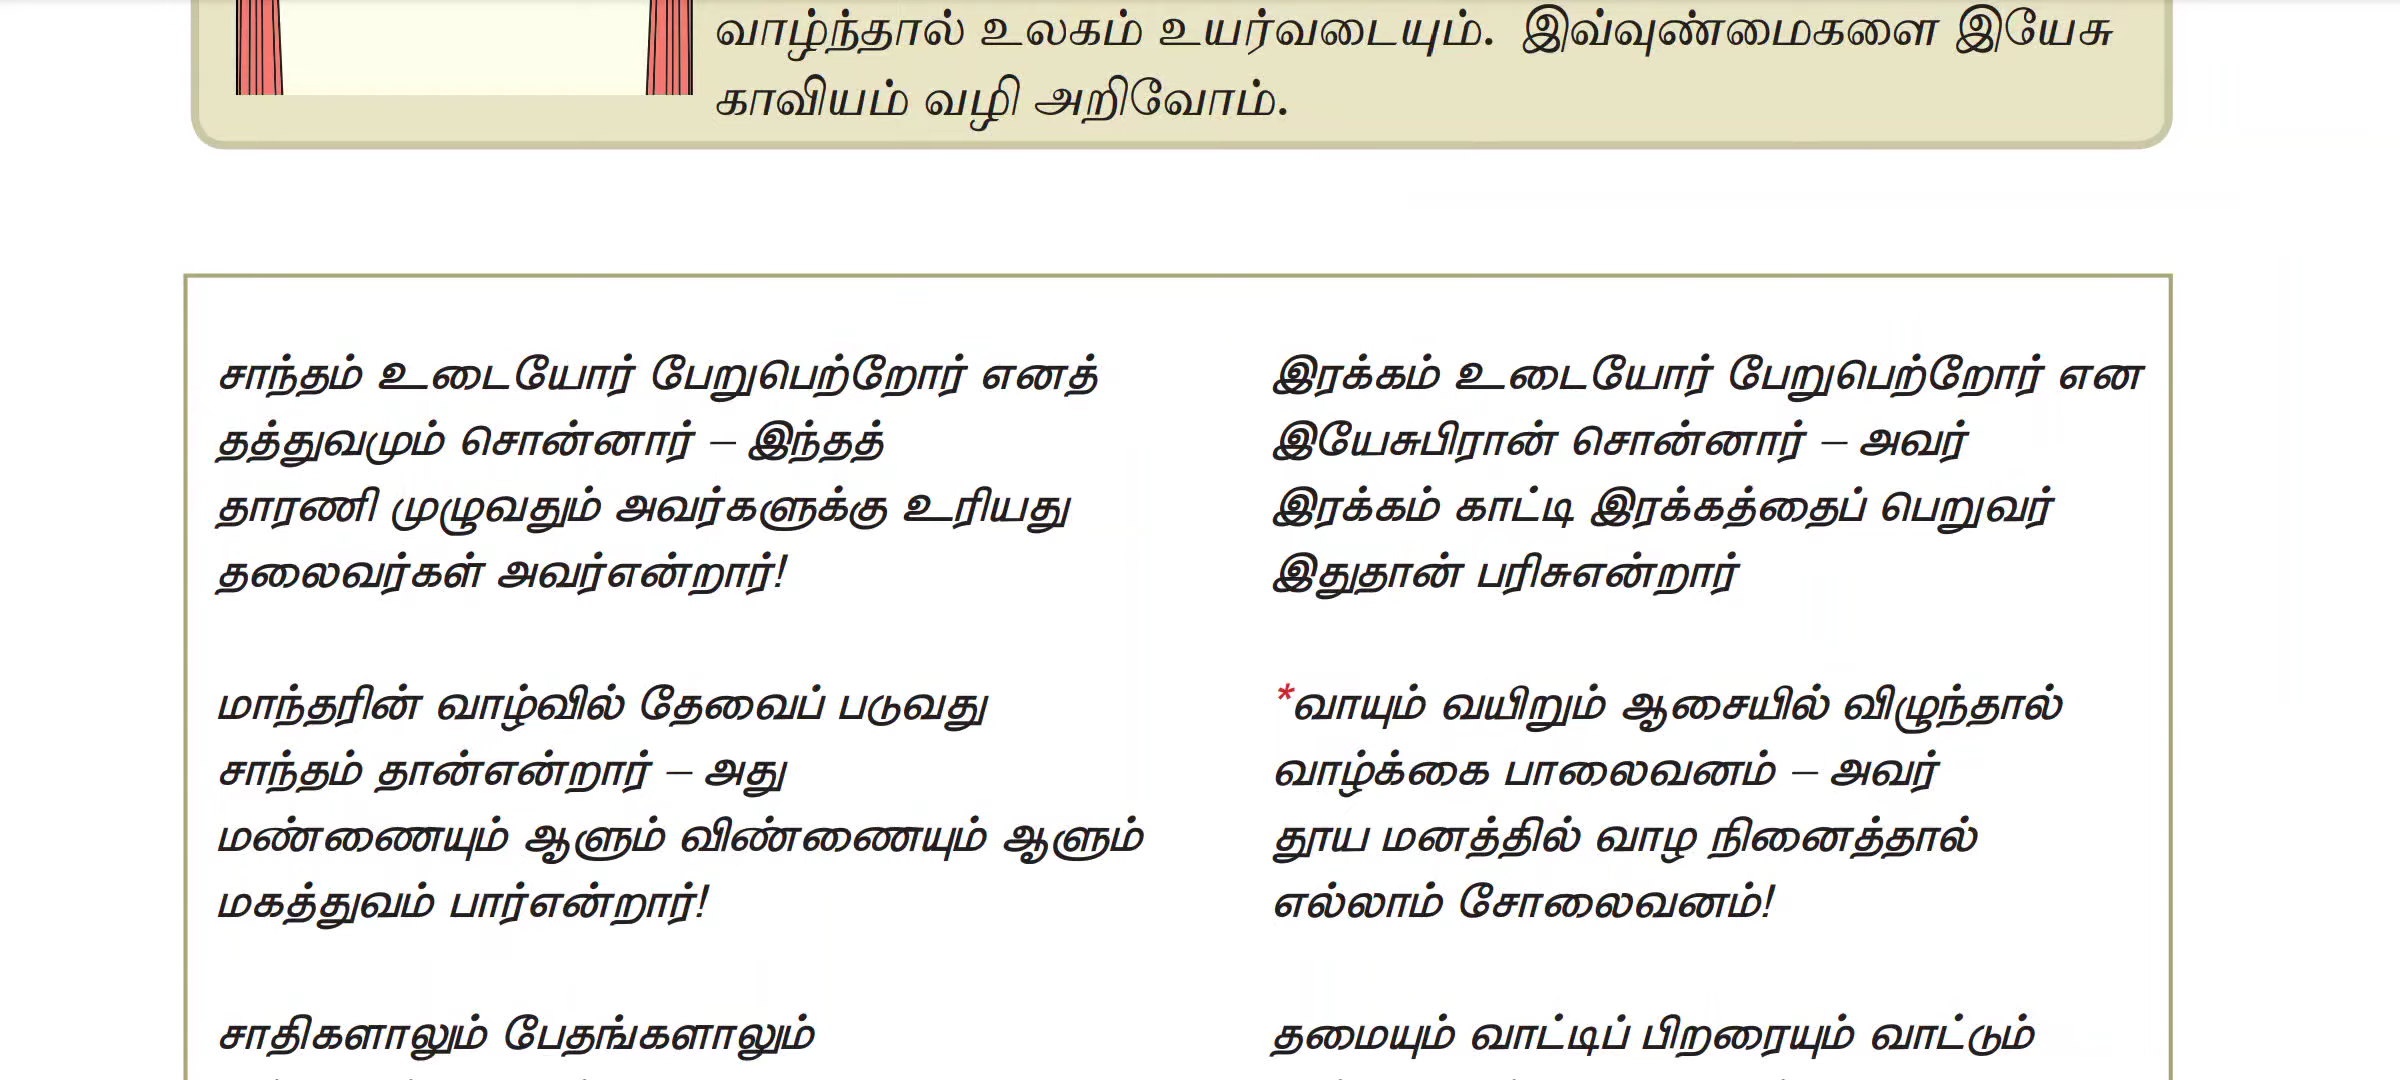 வாழ்ந்தால் உலகம் உயர்வடையும். இவ்வுண்மைகளை இயேசு
காவியம் வழி அறிவோம்.
சாந்தம் உடையோர் பேறுபெற்றோர் எனத்
தத்துவமும் சொன்னார் – இந்தத்
தாரணி முழுவதும் அவர்களுக்கு உரியது
தலைவர்கள் அவர்என்றார்!
மாந்தரின் வாழ்வில் தேவைப் படுவது
சாந்தம் தான்என்றார் – அது
மண்ணையும் ஆளும் விண்ணையும் ஆளும்
மகத்துவம் பார்என்றார்!
சாதிகளாலும் பேதங்களாலும்
இரக்கம் உடையோர் பேறுபெற்றோர் என
இயேசுபிரான் சொன்னார் – அவர்
இரக்கம் காட்டி இரக்கத்தைப் பெறுவர்
இதுதான் பரிசுஎன்றார்
*வாயும் வயிறும் ஆசையில் விழுந்தால்
வாழ்க்கை பாலைவனம் – அவர்
தூய மனத்தில் வாழ நினைத்தால்
எல்லாம் சோலைவனம்!
தமையும் வாட்டிப் பிறரையும் வாட்டும்